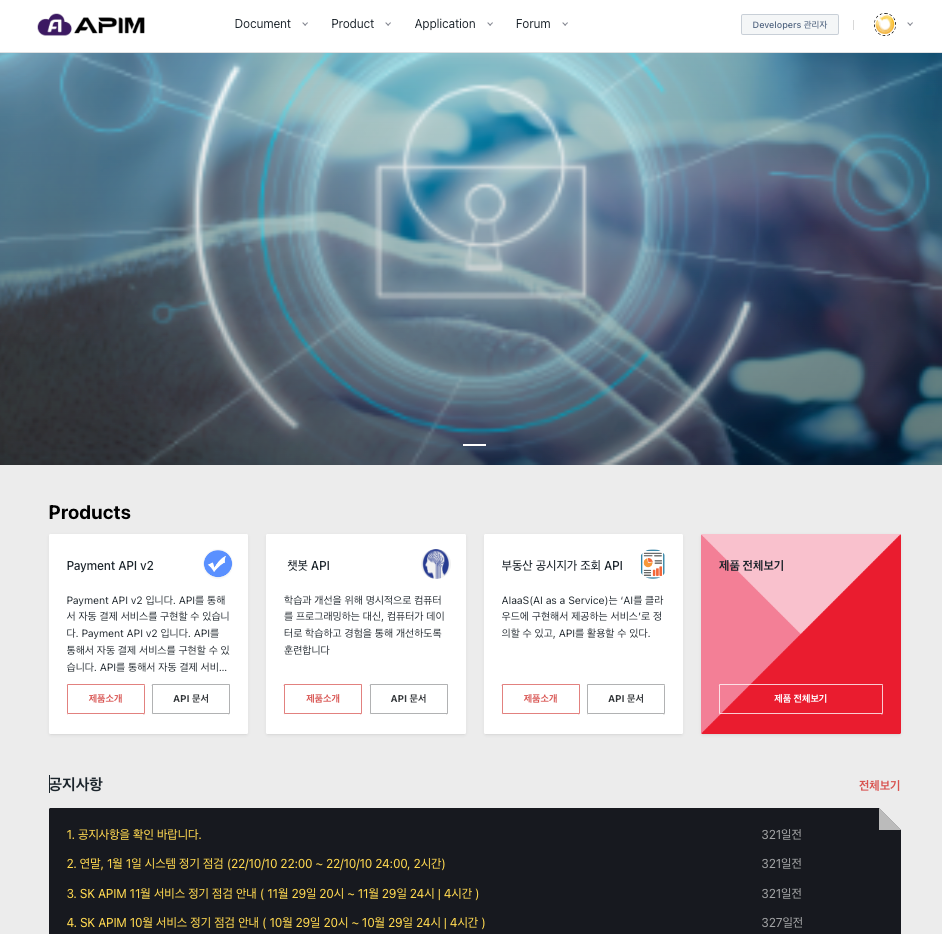 APIM
Document Product Application Forum Developers 관리자
Products
Payment API v2
Payment API v2 입니다. API를 통해
서 자동 결제 서비스를 구현할 수 있습니
다. Payment API v2 입니다. API를
통해서 자동 결제 서비스를 구현할 수 있
습니다. API를 통해서 자동 결제 서비...
제품소개 API 문서
챗봇 API
학습과 개선을 위해 명시적으로 컴퓨터
를 프로그래밍하는 대신, 컴퓨터가 데이
터로 학습하고 경험을 통해 개선하도록
훈련합니다
제품소개 API 문서
부동산 공시지가 조회 API
AIaaS(AI as a Service)는 ‘AI를 클라
우드에 구현해서 제공하는 서비스’로 정
의할 수 있고, API를 활용할 수 있다.
제품소개 API 문서
제품 전체보기
제품 전체보기
공지사항 전체보기
1. 공지사항을 확인 바랍니다. 321일전
2. 연말, 1월 1일 시스템 정기 점검 (22/10/10 22:00 ~ 22/10/10 24:00, 2시간) 321일전
3. SK APIM 11월 서비스 정기 점검 안내 ( 11월 29일 20시 ~ 11월 29일 24시 | 4시간 ) 321일전
4. SK APIM 10월 서비스 정기 점검 안내 ( 10월 29일 20시 ~ 10월 29일 24시 | 4시간 ) 327일전